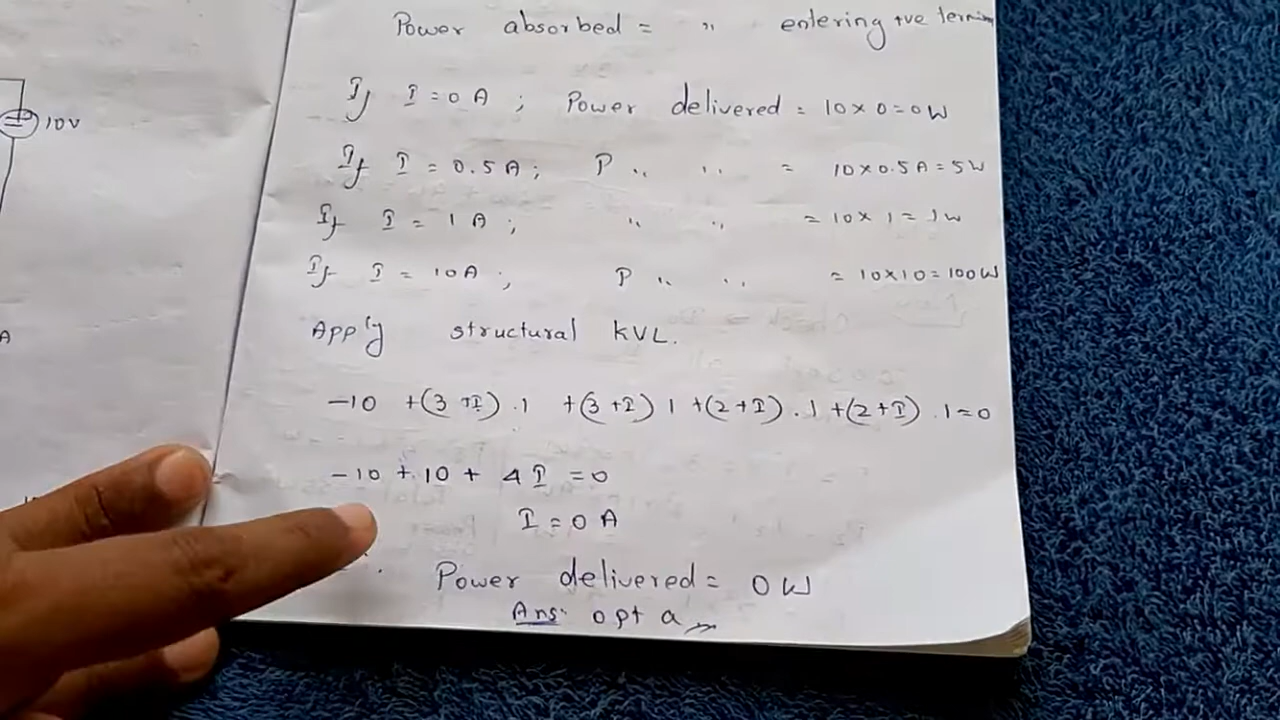 Power absorbed = " entering +ve termin
10V
If I = 0 A ; Power delivered = 10 x 0 = 0 W
If I = 0.5 A ; P " " = 10 x 0.5 A = 5 W
If I = 1 A ; " " = 10 x 1 = 1 W
If I = 10 A ; P " " = 10 x 10 = 100 W
A
Apply structural KVL.
-10 +(3+I).1 +(3+I) 1 +(2+I).1 +(2+I).1=0
-10 + 10 + 4I = 0
I = 0 A
Power delivered = 0 W
Ans: opt a